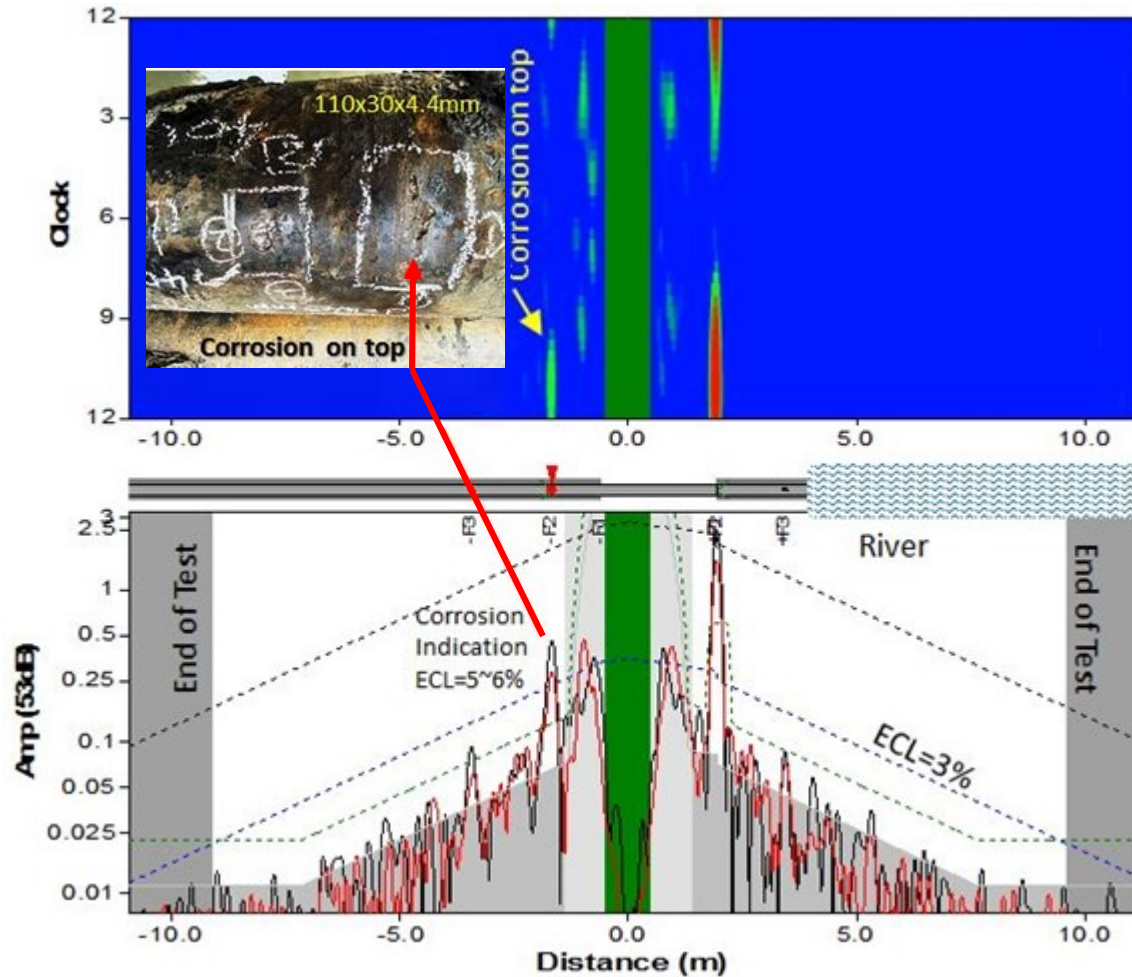 12
3
6
9
12
Clock
110x30x4.4mm
Corrosion on top
Corrosion on top
-10.0
-5.0
0.0
5.0
10.0
3
2.5
1
0.5
0.25
0.1
0.05
0.025
0.01
Amp (53dB)
-F3
-F2
+F2
+F3
River
End of Test
End of Test
Corrosion
Indication
ECL=5~6%
ECL=3%
-10.0
-5.0
0.0
5.0
10.0
Distance (m)